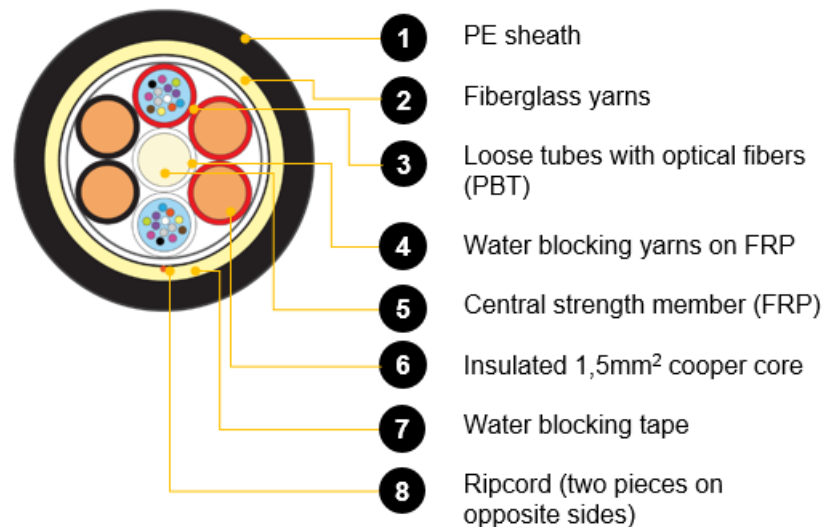 1 PE sheath
2 Fiberglass yarns
3 Loose tubes with optical fibers
(PBT)
4 Water blocking yarns on FRP
5 Central strength member (FRP)
6 Insulated 1,5mm² cooper core
7 Water blocking tape
8 Ripcord (two pieces on
opposite sides)